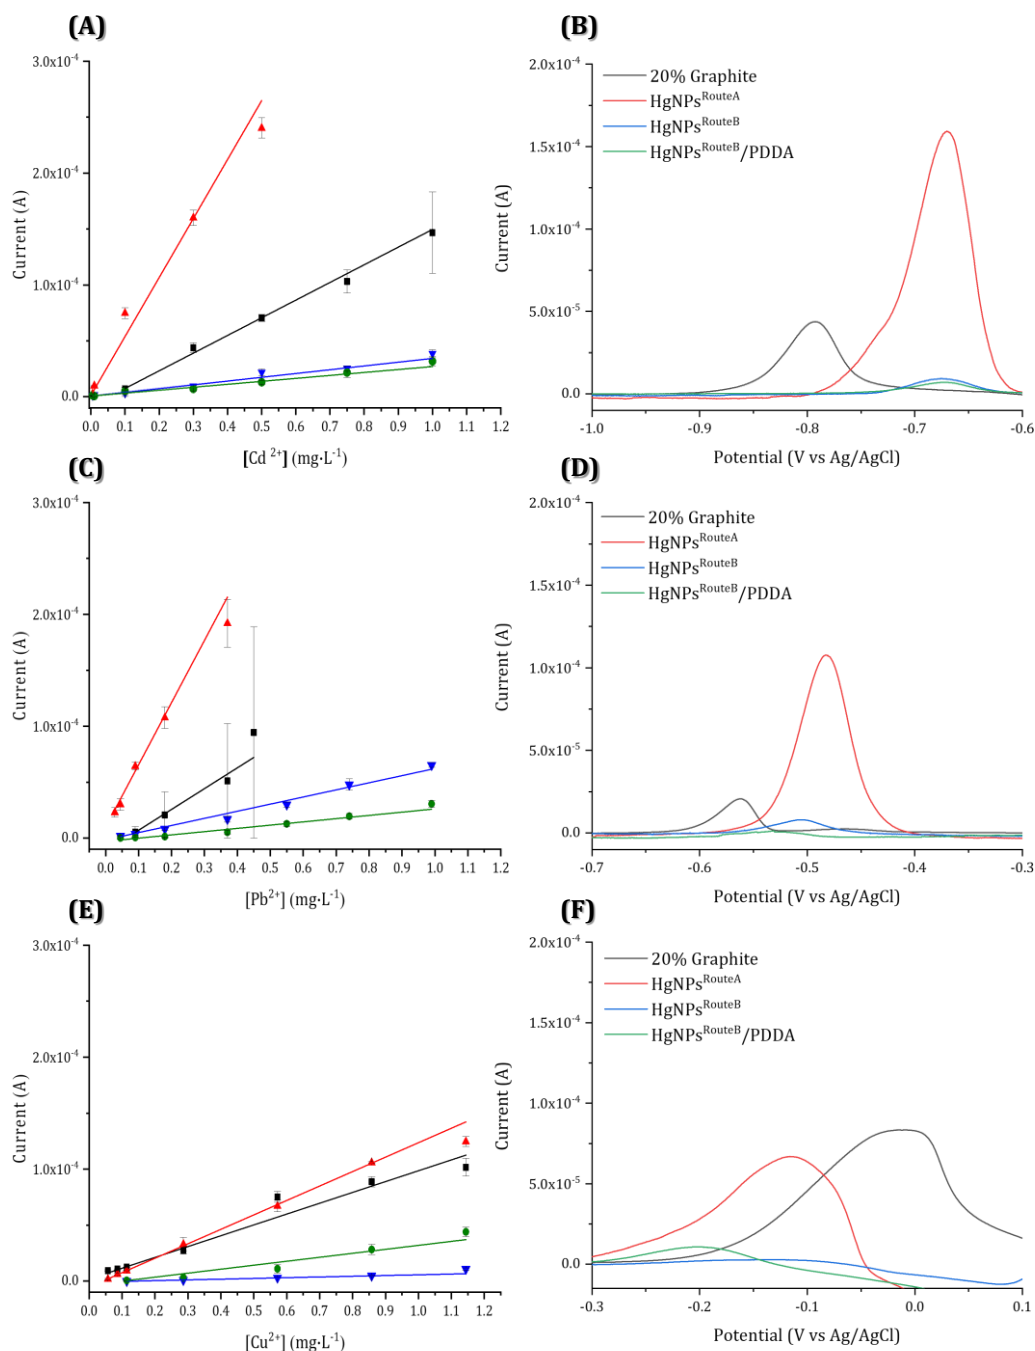 (A)
3.0x10⁻⁴
2.0x10⁻⁴
1.0x10⁻⁴
0.0
Current (A)
0.0 0.1 0.2 0.3 0.4 0.5 0.6 0.7 0.8 0.9 1.0 1.1 1.2
[Cd ²⁺] (mg·L⁻¹)
(B)
2.0x10⁻⁴
1.5x10⁻⁴
1.0x10⁻⁴
5.0x10⁻⁵
0.0
Current (A)
20% Graphite
HgNPsᴿᵒᵘᵗᵉᴬ
HgNPsᴿᵒᵘᵗᵉᴮ
HgNPsᴿᵒᵘᵗᵉᴮ/PDDA
-1.0 -0.9 -0.8 -0.7 -0.6
Potential (V vs Ag/AgCl)
(C)
3.0x10⁻⁴
2.0x10⁻⁴
1.0x10⁻⁴
0.0
Current (A)
0.0 0.1 0.2 0.3 0.4 0.5 0.6 0.7 0.8 0.9 1.0 1.1 1.2
[Pb²⁺] (mg·L⁻¹)
(D)
2.0x10⁻⁴
1.5x10⁻⁴
1.0x10⁻⁴
5.0x10⁻⁵
0.0
Current (A)
20% Graphite
HgNPsᴿᵒᵘᵗᵉᴬ
HgNPsᴿᵒᵘᵗᵉᴮ
HgNPsᴿᵒᵘᵗᵉᴮ/PDDA
-0.7 -0.6 -0.5 -0.4 -0.3
Potential (V vs Ag/AgCl)
(E)
3.0x10⁻⁴
2.0x10⁻⁴
1.0x10⁻⁴
0.0
Current (A)
0.0 0.1 0.2 0.3 0.4 0.5 0.6 0.7 0.8 0.9 1.0 1.1 1.2
[Cu²⁺] (mg·L⁻¹)
(F)
2.0x10⁻⁴
1.5x10⁻⁴
1.0x10⁻⁴
5.0x10⁻⁵
0.0
Current (A)
20% Graphite
HgNPsᴿᵒᵘᵗᵉᴬ
HgNPsᴿᵒᵘᵗᵉᴮ
HgNPsᴿᵒᵘᵗᵉᴮ/PDDA
-0.3 -0.2 -0.1 0.0 0.1
Potential (V vs Ag/AgCl)